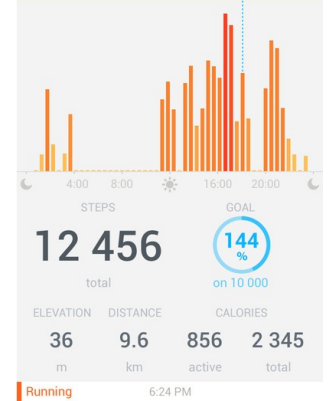 4:00 8:00 16:00 20:00
STEPS GOAL
12 456 144 %
total on 10 000
ELEVATION DISTANCE CALORIES
36 9.6 856 2 345
m km active total
Running 6:24 PM